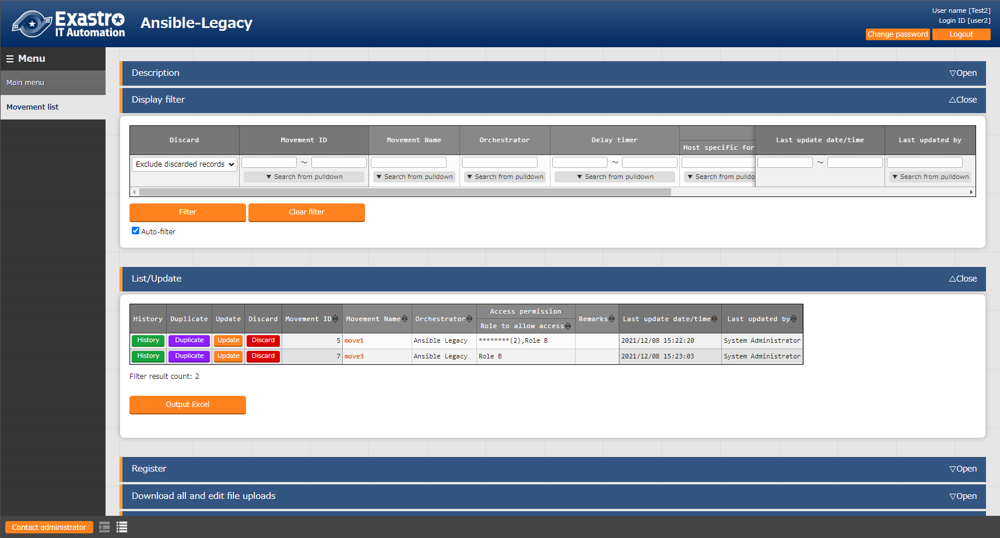 Exastro
IT Automation
Ansible-Legacy
User name [Test2]
Login ID [user2]
Change password
Logout
Menu
Main menu
Movement list
Description
▽Open
Display filter
△Close
Discard
Movement ID
Movement Name
Orchestrator
Delay timer
Host specific for
Last update date/time
Last updated by
Exclude discarded records
~
~
~
▼ Search from pulldown
▼ Search from pulldown
▼ Search from pulldown
▼ Search from pulldown
▼ Search from pulldo
▼ Search from pulldown
Filter
Clear filter
Auto-filter
List/Update
△Close
History
Duplicate
Update
Discard
Movement ID
Movement Name
Orchestrator
Access permission
Role to allow access
Remarks
Last update date/time
Last updated by
History Duplicate Update Discard 5 move1 Ansible Legacy ********(2),Role B 2021/12/08 15:22:20 System Administrator
History Duplicate Update Discard 7 move3 Ansible Legacy Role B 2021/12/08 15:23:03 System Administrator
Filter result count: 2
Output Excel
Register
▽Open
Download all and edit file uploads
▽Open
Contact administrator